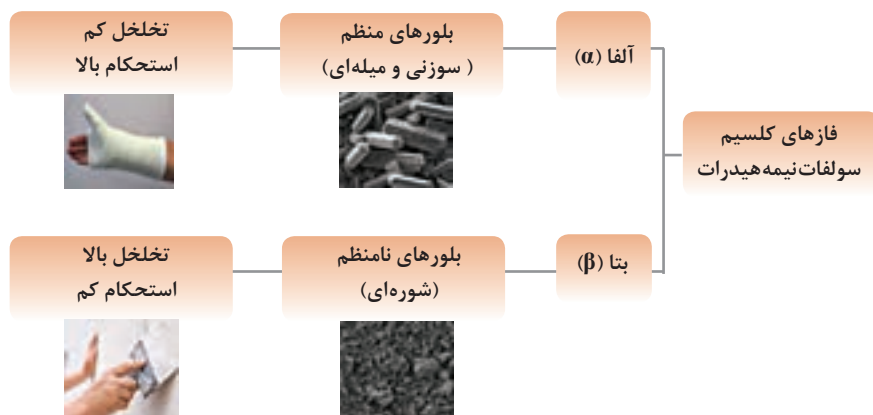 فازهای کلسیم
سولفات‌نیمه‌هیدرات
آلفا (α)
بلورهای منظم
( سوزنی و میله‌ای)
تخلخل کم
استحکام بالا
بتا (β)
بلورهای نامنظم
(شوره‌ای)
تخلخل بالا
استحکام کم